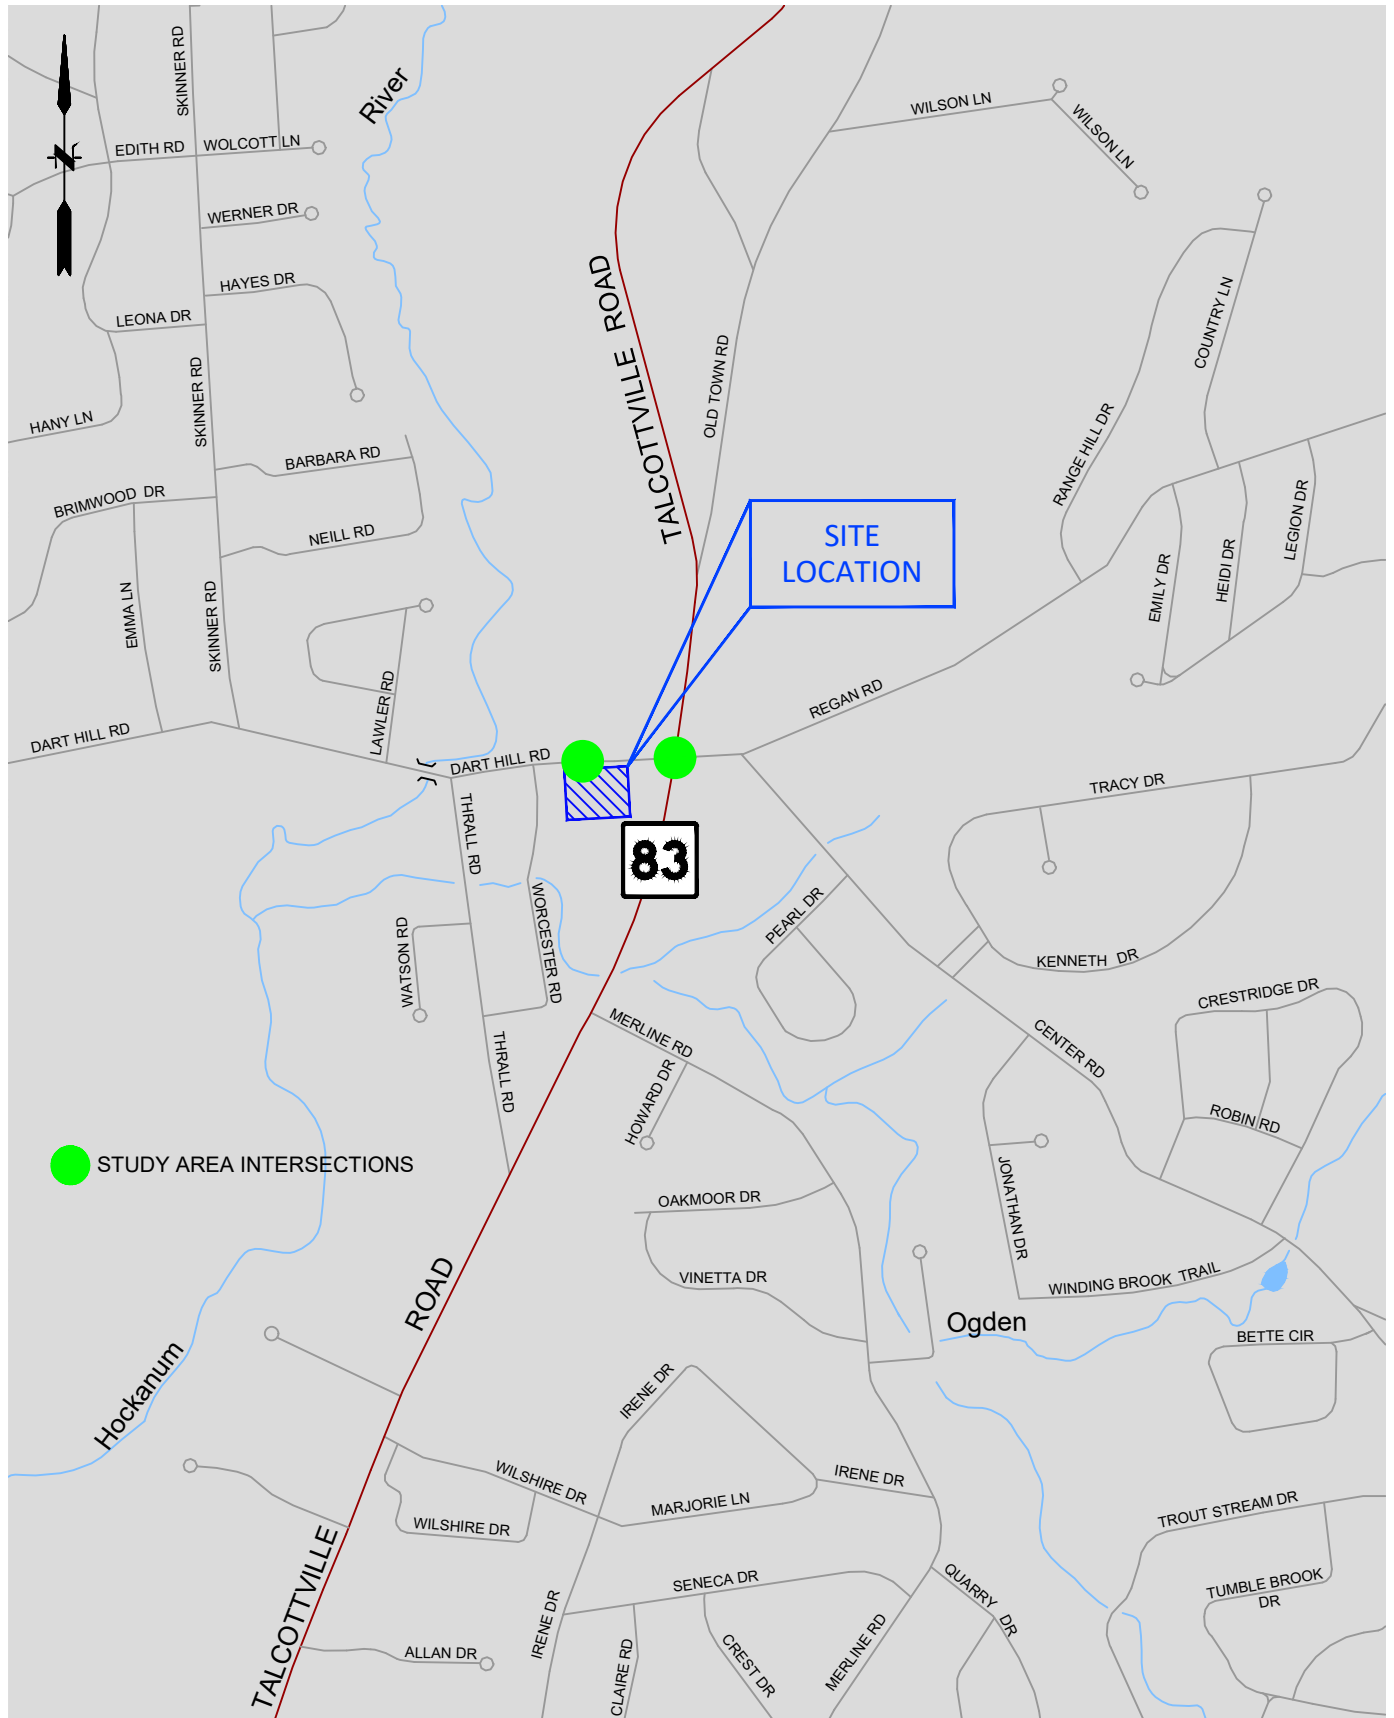 SKINNER RD
River
N
EDITH RD
WOLCOTT LN
WILSON LN
WILSON LN
WERNER DR
HAYES DR
LEONA DR
TALCOTTVILLE ROAD
OLD TOWN RD
COUNTRY LN
SKINNER RD
HANY LN
RANGE HILL DR
BARBARA RD
BRIMWOOD DR
NEILL RD
SITE
LOCATION
LEGION DR
HEIDI DR
EMILY DR
EMMA LN
SKINNER RD
LAWLER RD
REGAN RD
DART HILL RD
DART HILL RD
TRACY DR
THRALL RD
83
WORCESTER RD
PEARL DR
WATSON RD
KENNETH DR
CRESTRIDGE DR
MERLINE RD
CENTER RD
THRALL RD
HOWARD DR
ROBIN RD
STUDY AREA INTERSECTIONS
JONATHAN DR
OAKMOOR DR
VINETTA DR
WINDING BROOK TRAIL
ROAD
Ogden
BETTE CIR
Hockanum
IRENE DR
WILSHIRE DR
IRENE DR
MARJORIE LN
WILSHIRE DR
TROUT STREAM DR
TALCOTTVILLE
SENECA DR
QUARRY DR
TUMBLE BROOK
DR
IRENE DR
ALLAN DR
CLAIRE RD
CREST DR
MERLINE RD